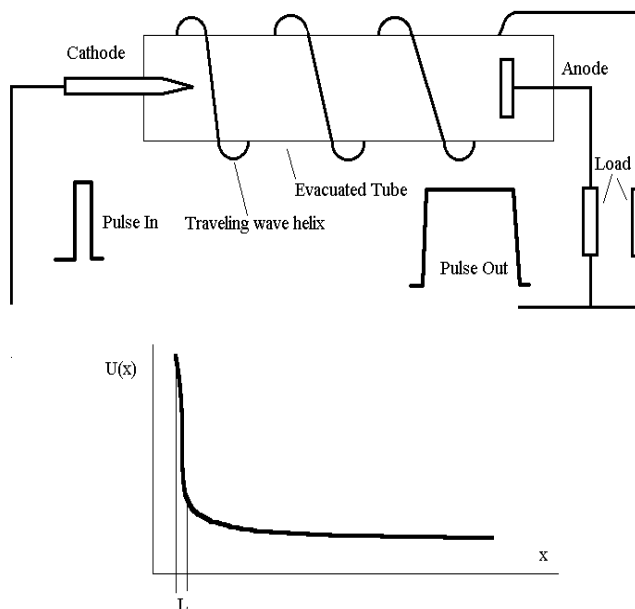 Cathode
Anode
Load
Evacuated Tube
Traveling wave helix
Pulse In
Pulse Out
U(x)
x
L